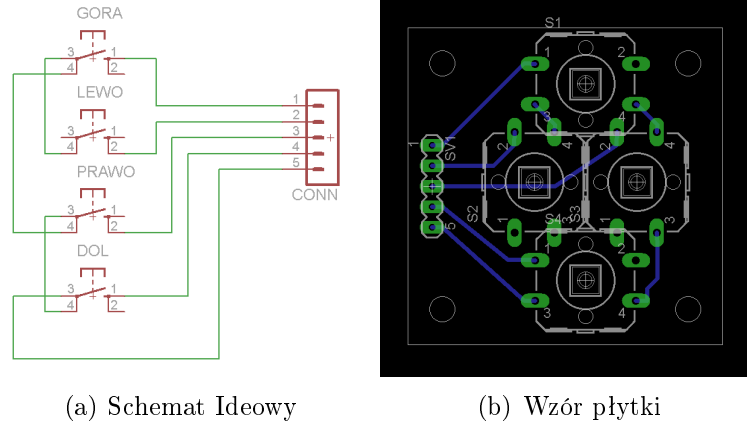 GORA
3 1
4 2
LEWO
3 1
4 2
PRAWO
3 1
4 2
DOL
3 1
4 2
1
2
3
4
5
CONN
S1
1 2
3 4
1 SV1 5
S2
2 1
S3
4 3
S4
1 2
3 4
(a) Schemat Ideowy
(b) Wzór płytki